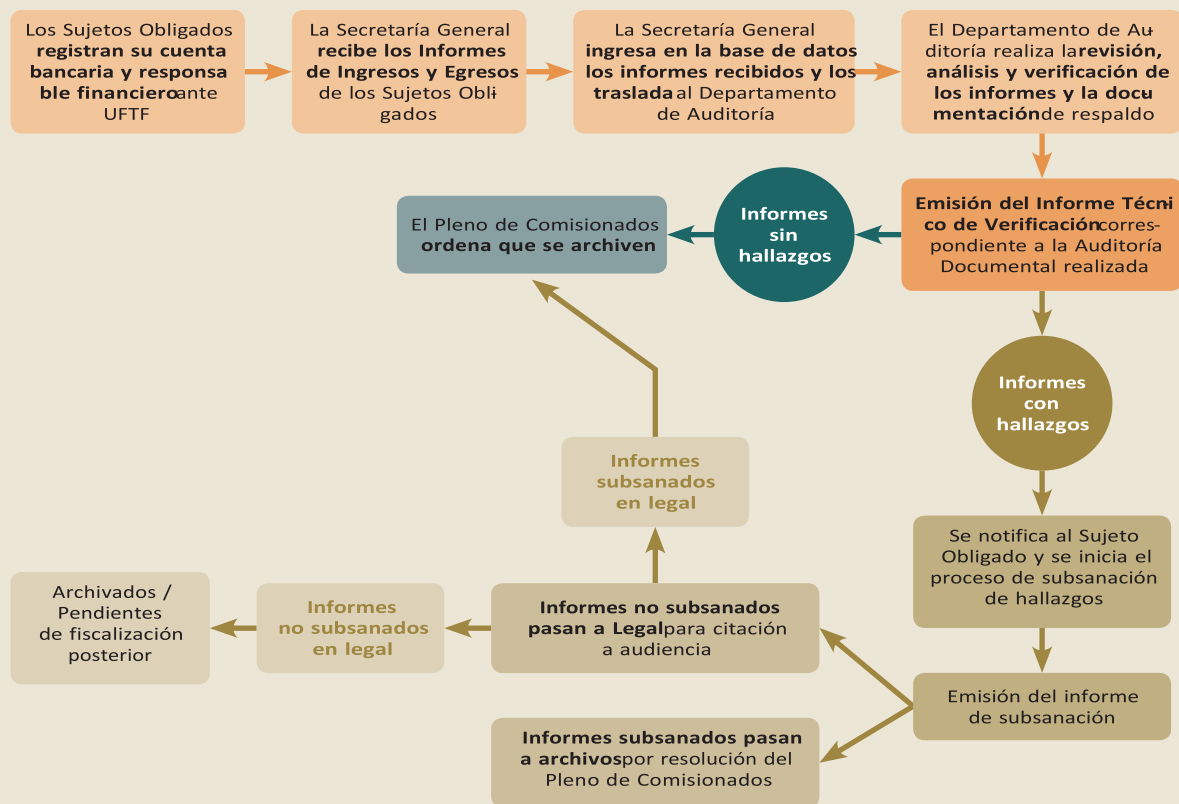 Los Sujetos Obligados
registran su cuenta
bancaria y responsa
ble financiero ante
UFTF
La Secretaría General
recibe los Informes
de Ingresos y Egresos
de los Sujetos Obli-
gados
La Secretaría General
ingresa en la base de datos
los informes recibidos y los
traslada al Departamento
de Auditoría
El Departamento de Au-
ditoría realiza la revisión,
análisis y verificación de
los informes y la docu-
mentación de respaldo
Emisión del Informe Técni-
co de Verificación corres-
pondiente a la Auditoría
Documental realizada
Informes
sin
hallazgos
El Pleno de Comisionados
ordena que se archiven
Informes
con
hallazgos
Se notifica al Sujeto
Obligado y se inicia el
proceso de subsanación
de hallazgos
Emisión del informe
de subsanación
Informes no subsanados
pasan a Legal para citación
a audiencia
Informes subsanados pasan
a archivos por resolución del
Pleno de Comisionados
Informes
subsanados
en legal
Informes
no subsanados
en legal
Archivados /
Pendientes
de fiscalización
posterior